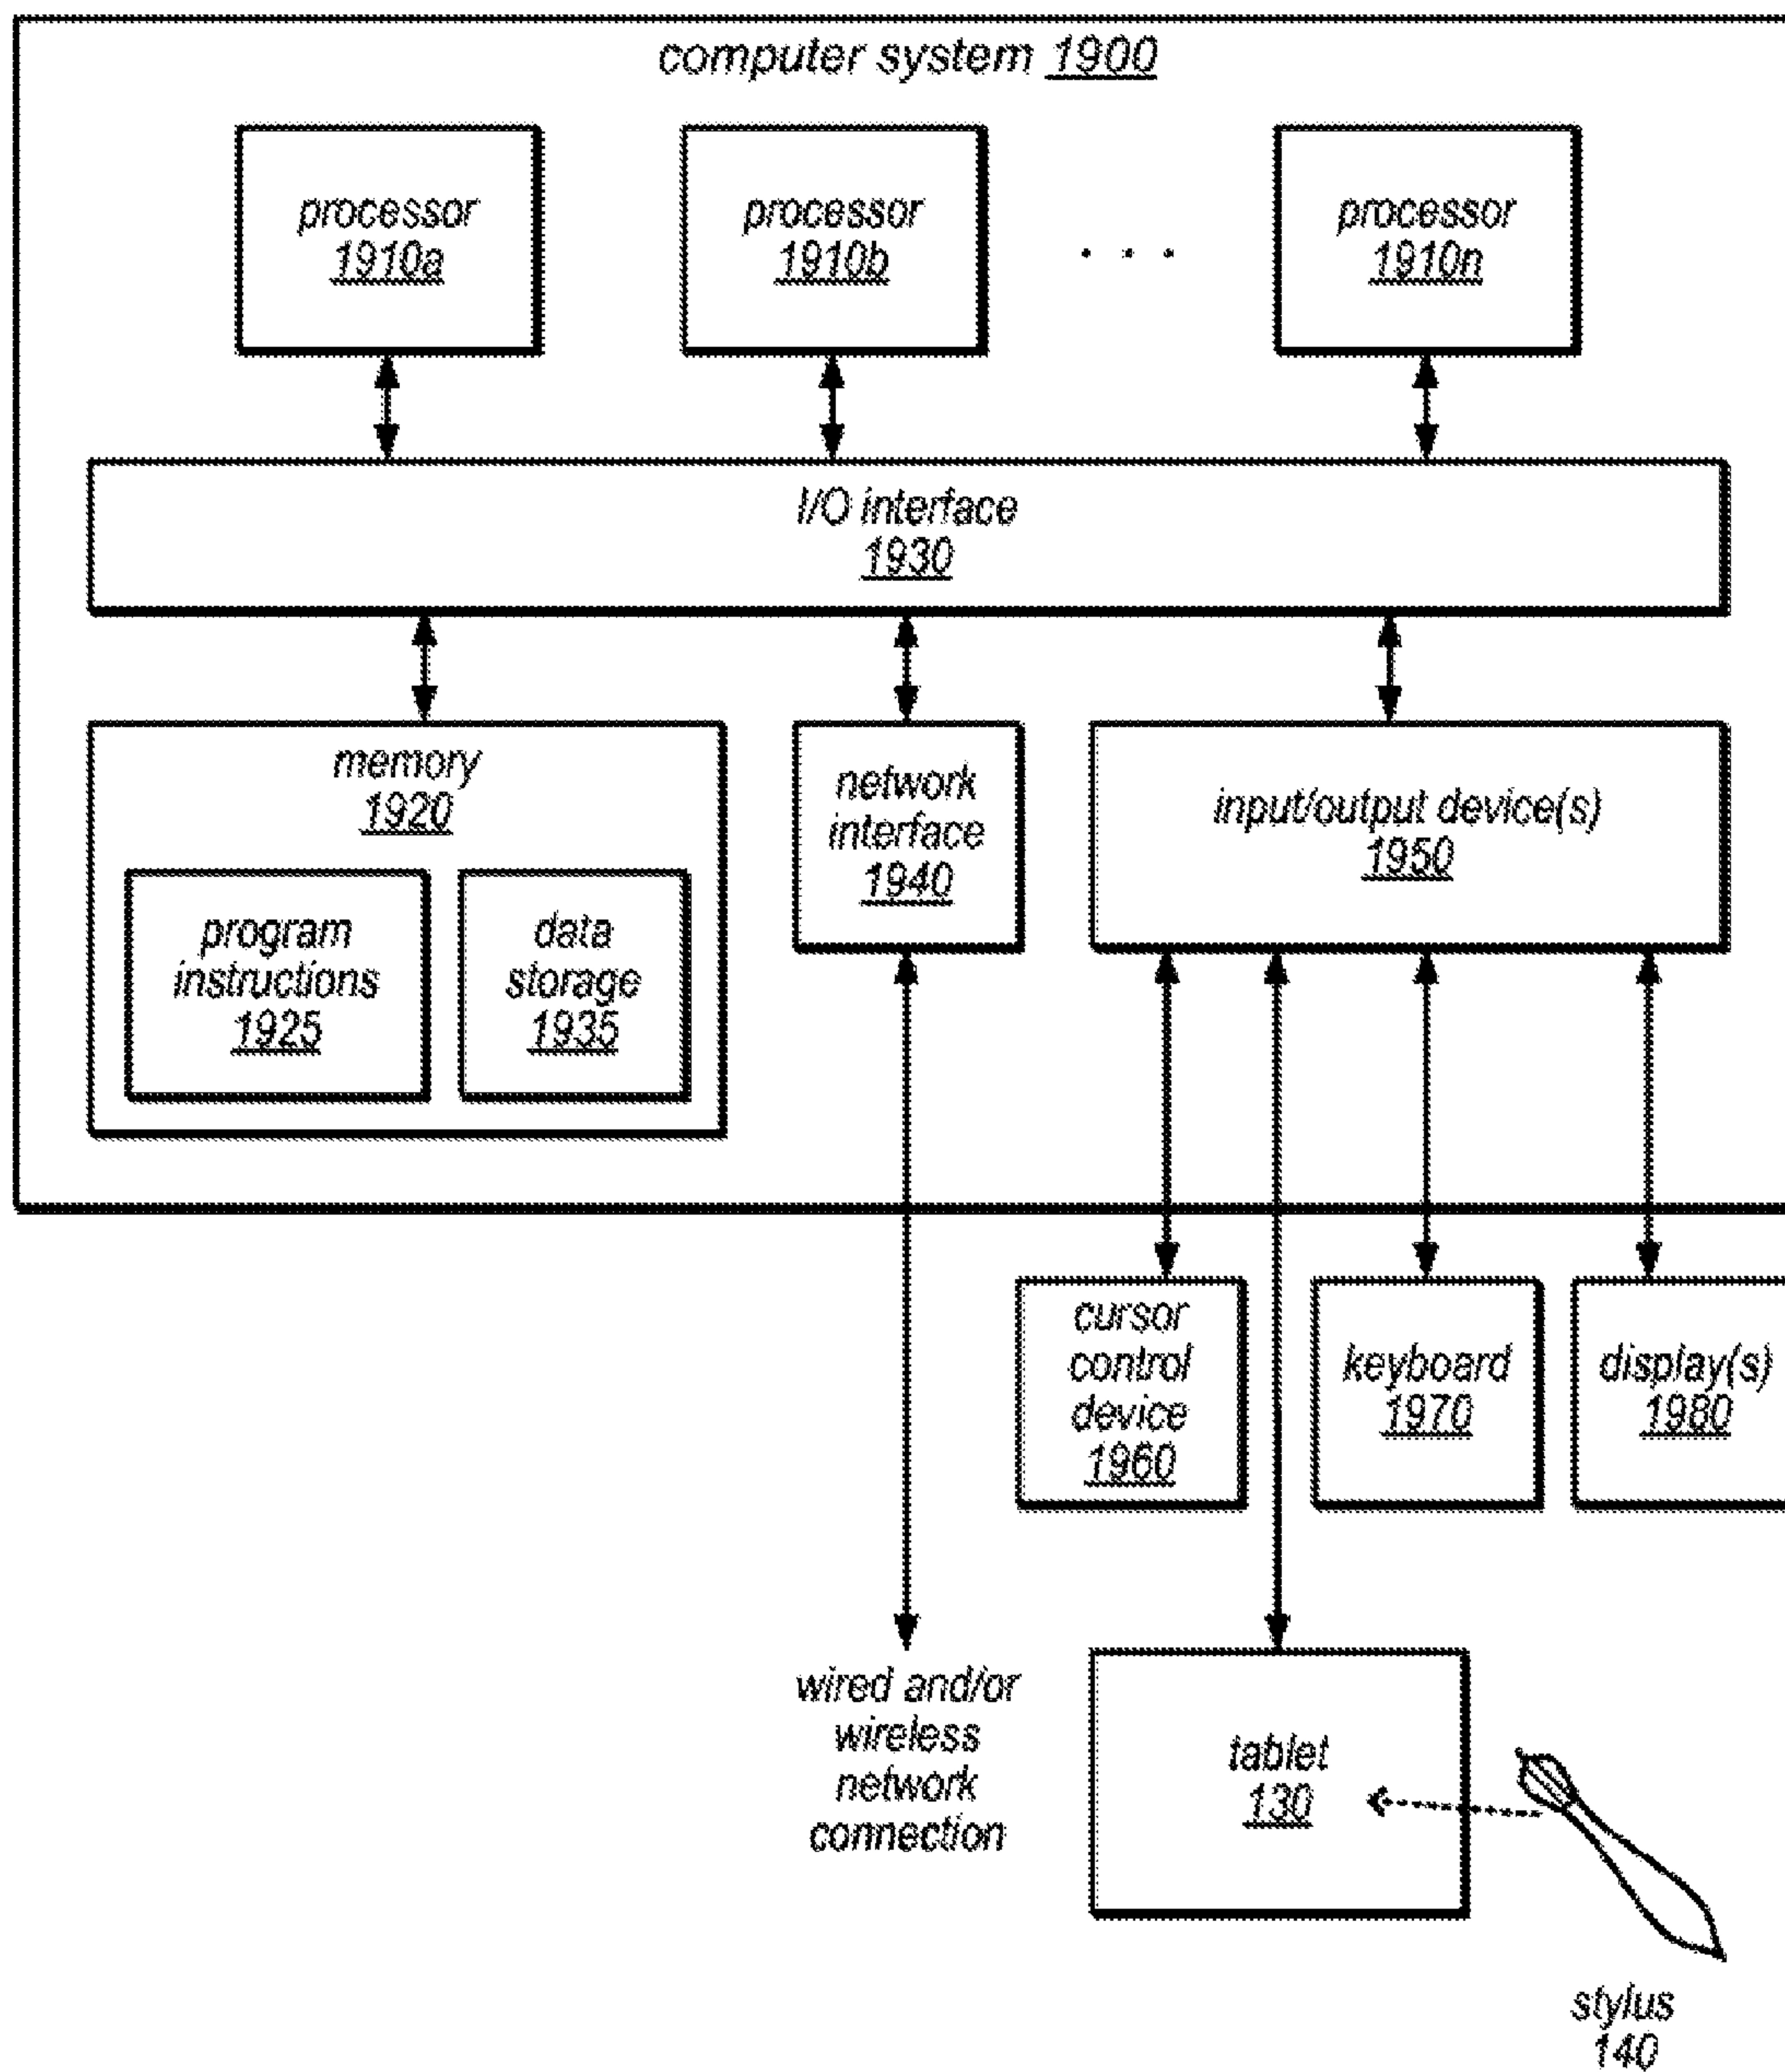 computer system 1900
processor
1910a
processor
1910b
. . .
processor
1910n
I/O interface
1930
memory
1920
program
instructions
1925
data
storage
1935
network
interface
1940
input/output device(s)
1950
cursor
control
device
1960
keyboard
1970
display(s)
1980
wired and/or
wireless
network
connection
tablet
130
stylus
140